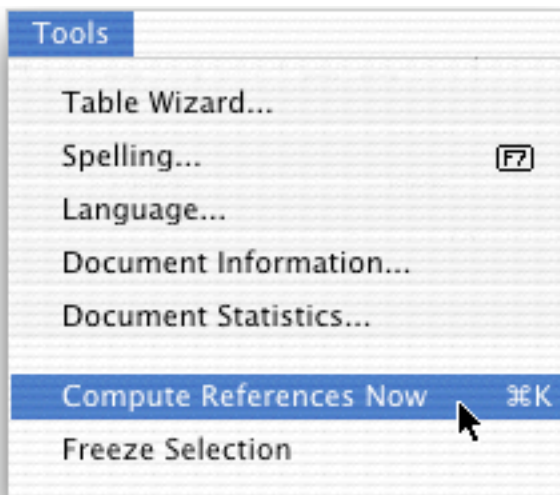 Tools
Table Wizard...
Spelling... F7
Language...
Document Information...
Document Statistics...
Compute References Now ⌘K
Freeze Selection